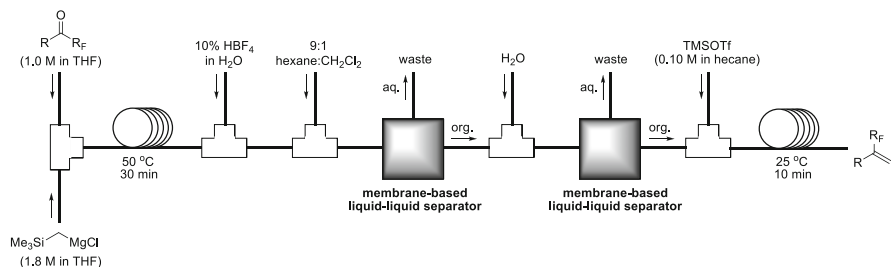 O
R
R_F
(1.0 M in THF)
10% HBF4
in H2O
9:1
hexane:CH2Cl2
waste
aq.
org.
H2O
waste
aq.
org.
TMSOTf
(0.10 M in hecane)
50 °C
30 min
membrane-based
liquid-liquid separator
membrane-based
liquid-liquid separator
25 °C
10 min
R_F
R
Me3Si
MgCl
(1.8 M in THF)